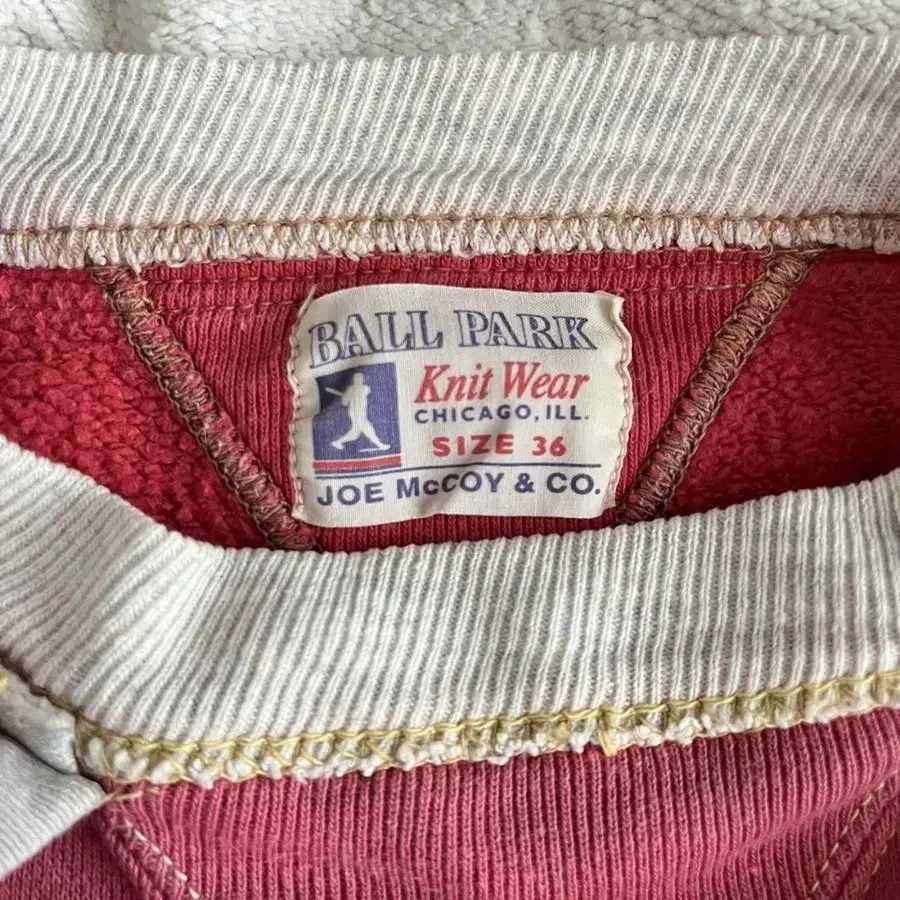 BALL PARK
Knit Wear
CHICAGO, ILL.
SIZE 36
JOE McCOY & CO.